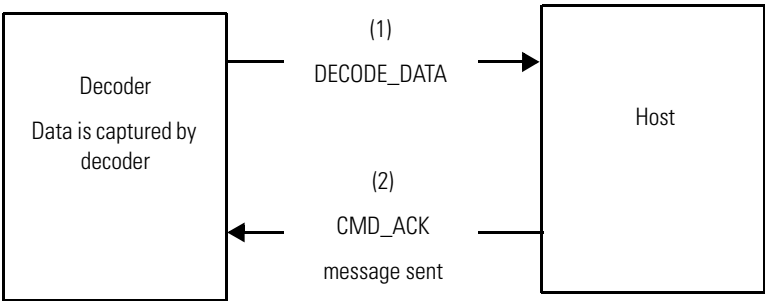 Decoder
Data is captured by
decoder
(1)
DECODE_DATA
(2)
CMD_ACK
message sent
Host